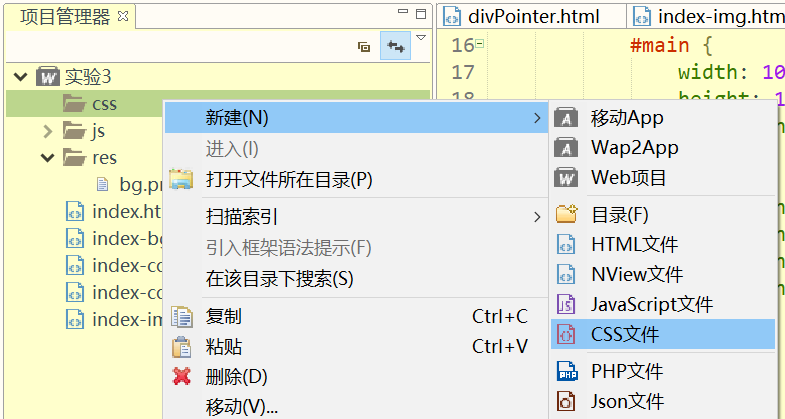 项目管理器
divPointer.html
index-img.htm
16
#main {
17
width: 10
18
height: 1
实验3
css
js
res
bg.pr
index.ht
index-bg
index-co
index-co
index-im
新建(N)
进入(I)
打开文件所在目录(P)
扫描索引
引入框架语法提示(F)
在该目录下搜索(S)
复制 Ctrl+C
粘贴 Ctrl+V
删除(D)
移动(V)...
移动App
Wap2App
Web项目
目录(F)
HTML文件
NView文件
JavaScript文件
CSS文件
PHP文件
Json文件